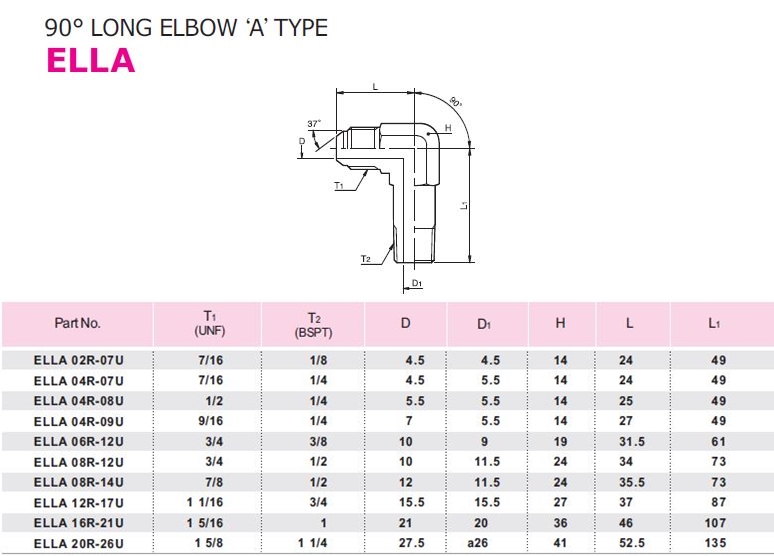 90° LONG ELBOW ‘A’ TYPE
ELLA
L
90°
37°
H
D
T1
L1
T2
D1
Part No. T1 (UNF) T2 (BSPT) D D1 H L L1
ELLA 02R-07U 7/16 1/8 4.5 4.5 14 24 49
ELLA 04R-07U 7/16 1/4 4.5 5.5 14 24 49
ELLA 04R-08U 1/2 1/4 5.5 5.5 14 25 49
ELLA 04R-09U 9/16 1/4 7 5.5 14 27 49
ELLA 06R-12U 3/4 3/8 10 9 19 31.5 61
ELLA 08R-12U 3/4 1/2 10 11.5 24 34 73
ELLA 08R-14U 7/8 1/2 12 11.5 24 35.5 73
ELLA 12R-17U 1 1/16 3/4 15.5 15.5 27 37 87
ELLA 16R-21U 1 5/16 1 21 20 36 46 107
ELLA 20R-26U 1 5/8 1 1/4 27.5 a26 41 52.5 135